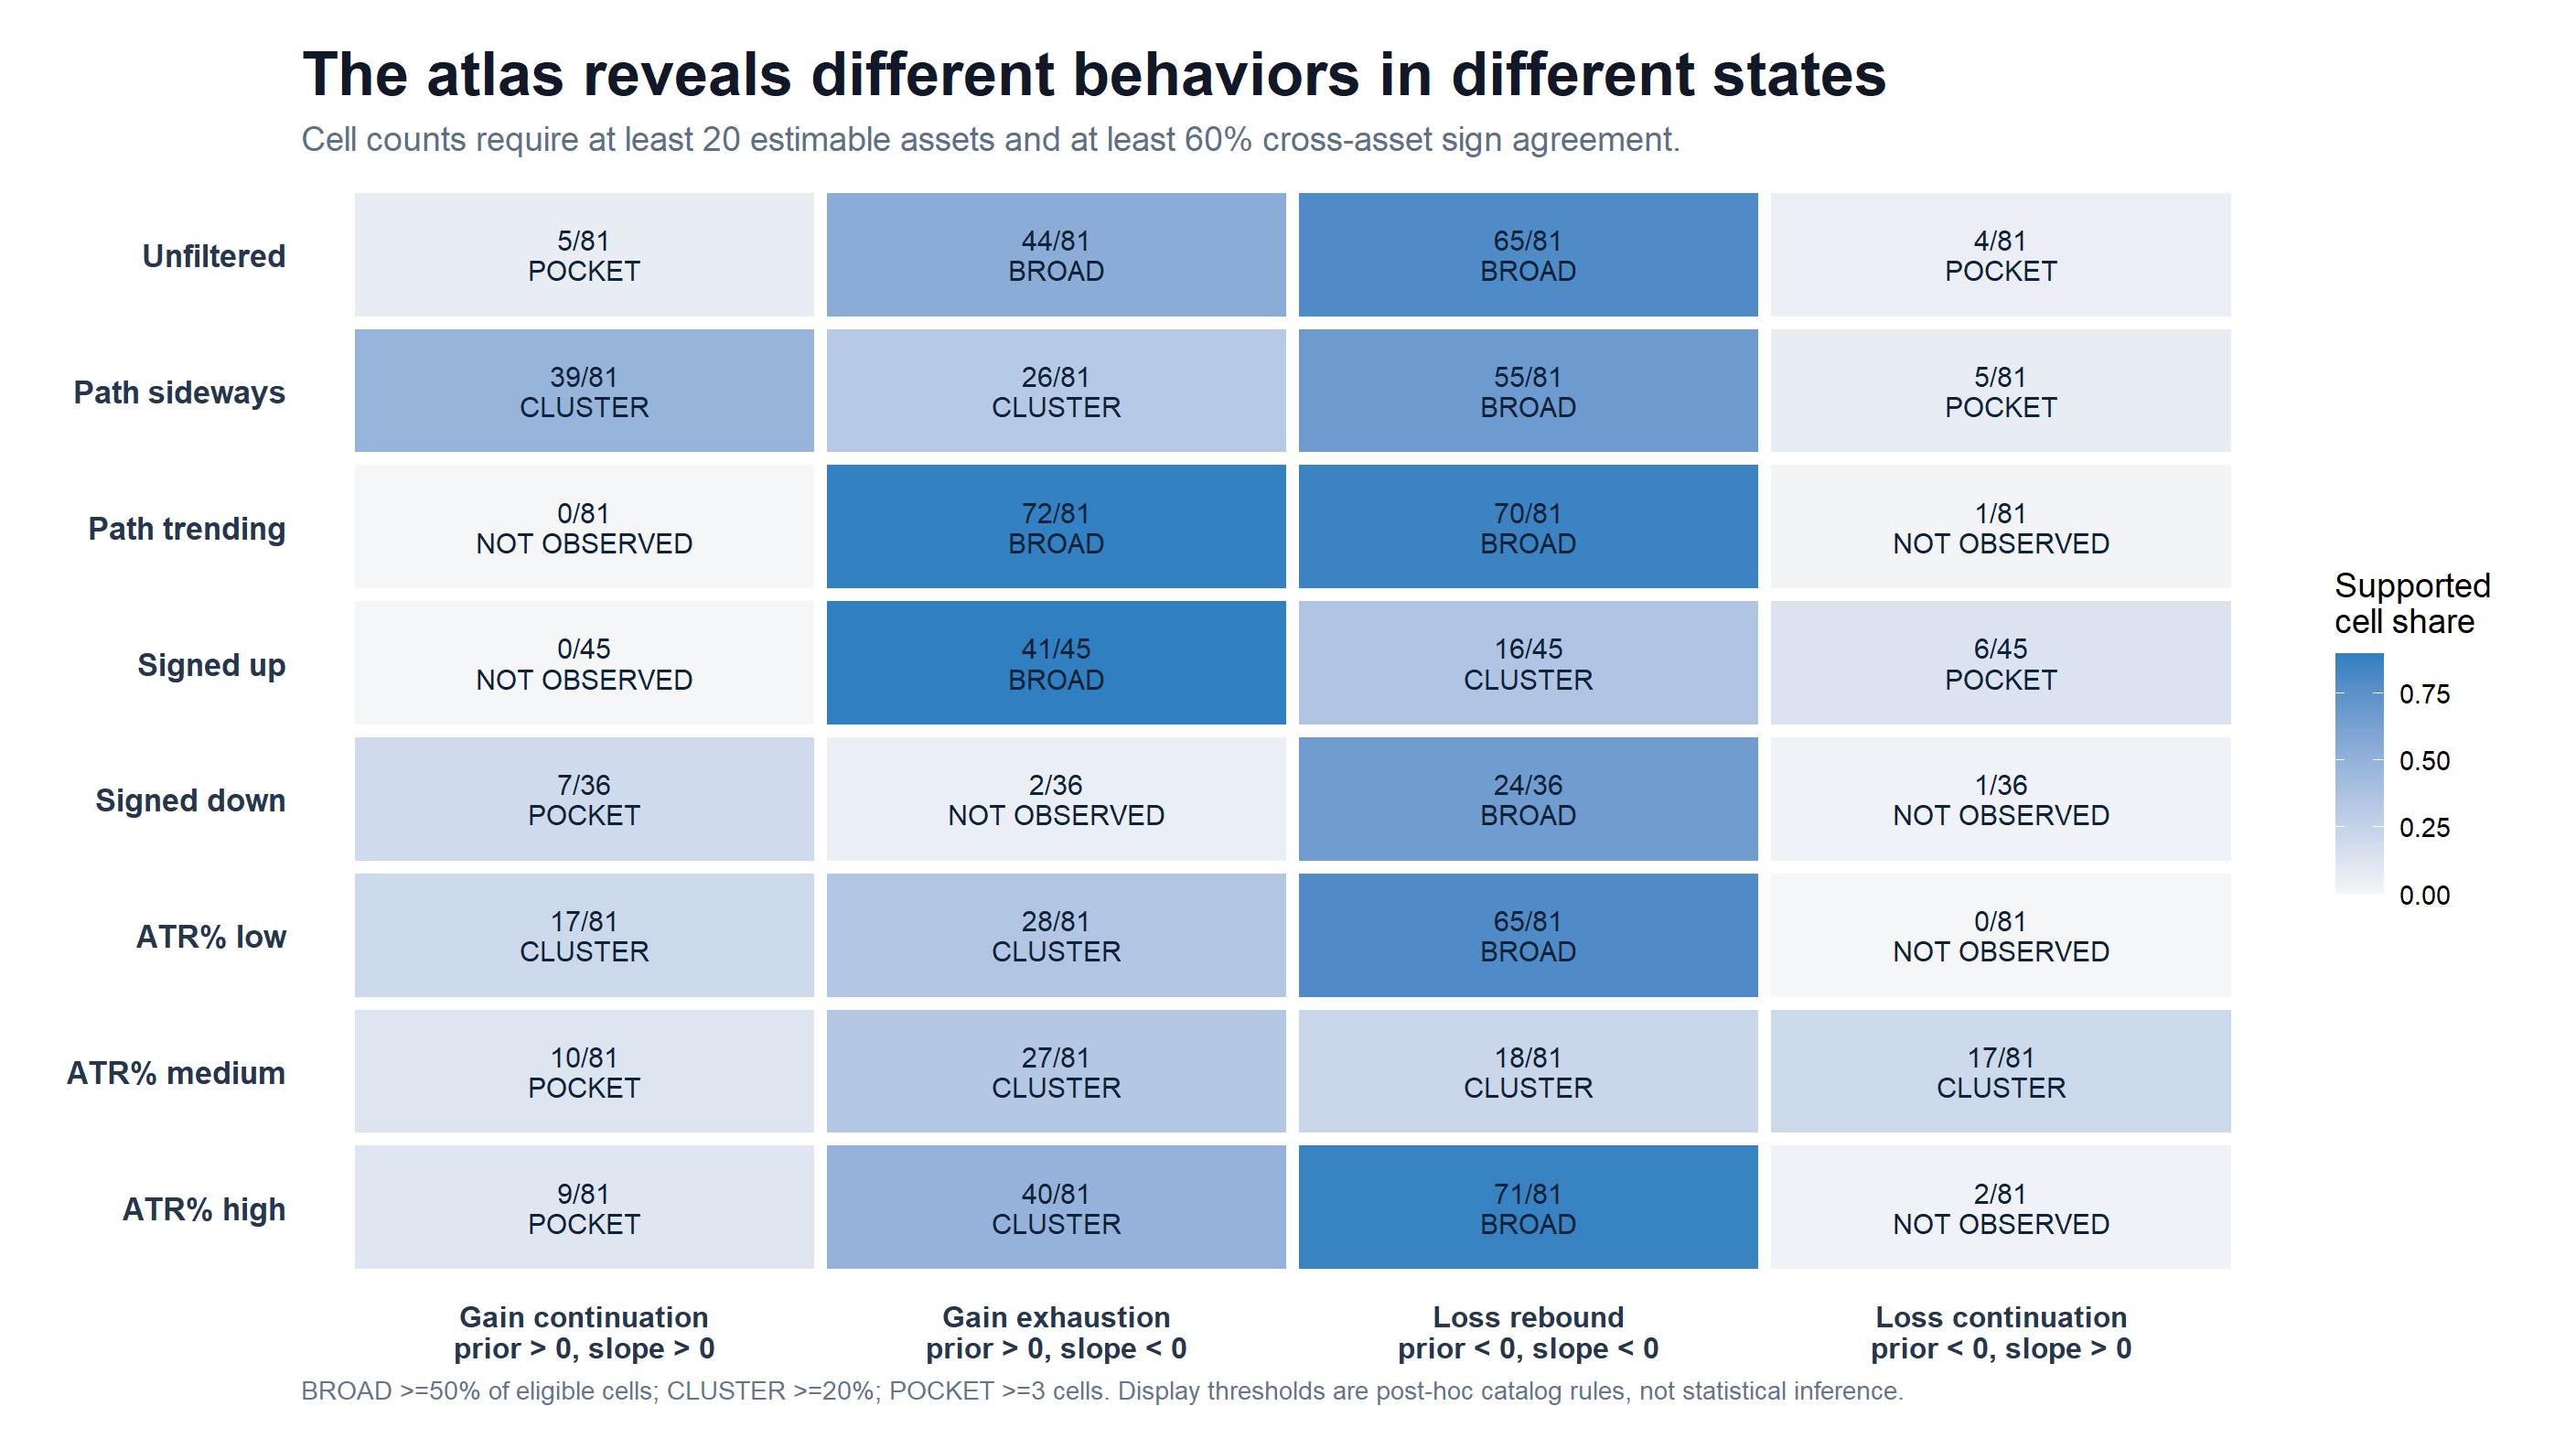 The atlas reveals different behaviors in different states
Cell counts require at least 20 estimable assets and at least 60% cross-asset sign agreement.
Unfiltered
5/81
POCKET
44/81
BROAD
65/81
BROAD
4/81
POCKET
Path sideways
39/81
CLUSTER
26/81
CLUSTER
55/81
BROAD
5/81
POCKET
Path trending
0/81
NOT OBSERVED
72/81
BROAD
70/81
BROAD
1/81
NOT OBSERVED
Signed up
0/45
NOT OBSERVED
41/45
BROAD
16/45
CLUSTER
6/45
POCKET
Signed down
7/36
POCKET
2/36
NOT OBSERVED
24/36
BROAD
1/36
NOT OBSERVED
ATR% low
17/81
CLUSTER
28/81
CLUSTER
65/81
BROAD
0/81
NOT OBSERVED
ATR% medium
10/81
POCKET
27/81
CLUSTER
18/81
CLUSTER
17/81
CLUSTER
ATR% high
9/81
POCKET
40/81
CLUSTER
71/81
BROAD
2/81
NOT OBSERVED
Gain continuation
prior > 0, slope > 0
Gain exhaustion
prior > 0, slope < 0
Loss rebound
prior < 0, slope < 0
Loss continuation
prior < 0, slope > 0
BROAD >=50% of eligible cells; CLUSTER >=20%; POCKET >=3 cells. Display thresholds are post-hoc catalog rules, not statistical inference.
Supported
cell share
0.75
0.50
0.25
0.00